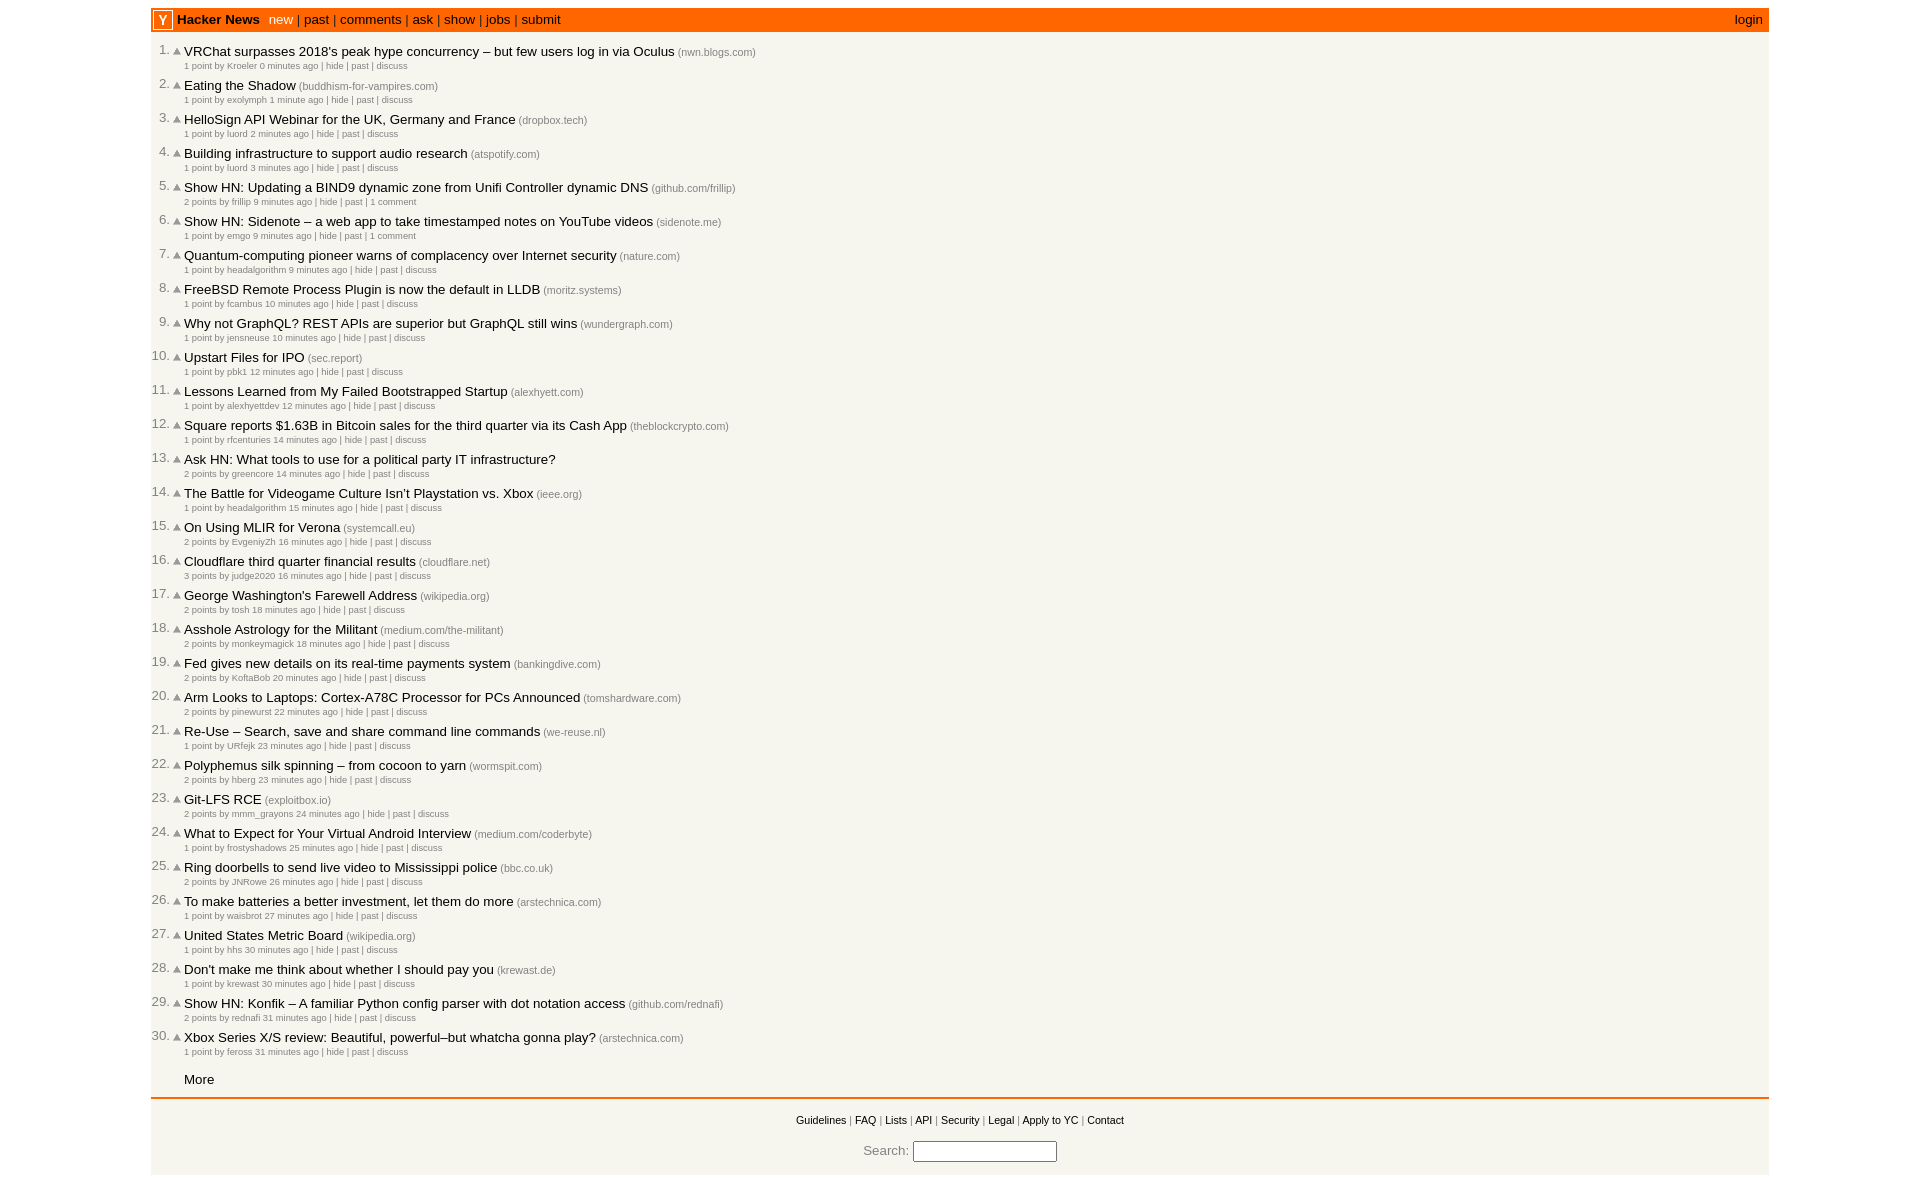 Y Hacker News new | past | comments | ask | show | jobs | submit login
1. VRChat surpasses 2018's peak hype concurrency – but few users log in via Oculus (nwn.blogs.com)
1 point by Kroeler 0 minutes ago | hide | past | discuss
2. Eating the Shadow (buddhism-for-vampires.com)
1 point by exolymph 1 minute ago | hide | past | discuss
3. HelloSign API Webinar for the UK, Germany and France (dropbox.tech)
1 point by luord 2 minutes ago | hide | past | discuss
4. Building infrastructure to support audio research (atspotify.com)
1 point by luord 3 minutes ago | hide | past | discuss
5. Show HN: Updating a BIND9 dynamic zone from Unifi Controller dynamic DNS (github.com/frillip)
2 points by frillip 9 minutes ago | hide | past | 1 comment
6. Show HN: Sidenote – a web app to take timestamped notes on YouTube videos (sidenote.me)
1 point by emgo 9 minutes ago | hide | past | 1 comment
7. Quantum-computing pioneer warns of complacency over Internet security (nature.com)
1 point by headalgorithm 9 minutes ago | hide | past | discuss
8. FreeBSD Remote Process Plugin is now the default in LLDB (moritz.systems)
1 point by fcambus 10 minutes ago | hide | past | discuss
9. Why not GraphQL? REST APIs are superior but GraphQL still wins (wundergraph.com)
1 point by jensneuse 10 minutes ago | hide | past | discuss
10. Upstart Files for IPO (sec.report)
1 point by pbk1 12 minutes ago | hide | past | discuss
11. Lessons Learned from My Failed Bootstrapped Startup (alexhyett.com)
1 point by alexhyettdev 12 minutes ago | hide | past | discuss
12. Square reports $1.63B in Bitcoin sales for the third quarter via its Cash App (theblockcrypto.com)
1 point by rfcenturies 14 minutes ago | hide | past | discuss
13. Ask HN: What tools to use for a political party IT infrastructure?
2 points by greencore 14 minutes ago | hide | past | discuss
14. The Battle for Videogame Culture Isn’t Playstation vs. Xbox (ieee.org)
1 point by headalgorithm 15 minutes ago | hide | past | discuss
15. On Using MLIR for Verona (systemcall.eu)
2 points by EvgeniyZh 16 minutes ago | hide | past | discuss
16. Cloudflare third quarter financial results (cloudflare.net)
3 points by judge2020 16 minutes ago | hide | past | discuss
17. George Washington's Farewell Address (wikipedia.org)
2 points by tosh 18 minutes ago | hide | past | discuss
18. Asshole Astrology for the Militant (medium.com/the-militant)
2 points by monkeymagick 18 minutes ago | hide | past | discuss
19. Fed gives new details on its real-time payments system (bankingdive.com)
2 points by KoftaBob 20 minutes ago | hide | past | discuss
20. Arm Looks to Laptops: Cortex-A78C Processor for PCs Announced (tomshardware.com)
2 points by pinewurst 22 minutes ago | hide | past | discuss
21. Re-Use – Search, save and share command line commands (we-reuse.nl)
1 point by URfejk 23 minutes ago | hide | past | discuss
22. Polyphemus silk spinning – from cocoon to yarn (wormspit.com)
2 points by hberg 23 minutes ago | hide | past | discuss
23. Git-LFS RCE (exploitbox.io)
2 points by mmm_grayons 24 minutes ago | hide | past | discuss
24. What to Expect for Your Virtual Android Interview (medium.com/coderbyte)
1 point by frostyshadows 25 minutes ago | hide | past | discuss
25. Ring doorbells to send live video to Mississippi police (bbc.co.uk)
2 points by JNRowe 26 minutes ago | hide | past | discuss
26. To make batteries a better investment, let them do more (arstechnica.com)
1 point by waisbrot 27 minutes ago | hide | past | discuss
27. United States Metric Board (wikipedia.org)
1 point by hhs 30 minutes ago | hide | past | discuss
28. Don't make me think about whether I should pay you (krewast.de)
1 point by krewast 30 minutes ago | hide | past | discuss
29. Show HN: Konfik – A familiar Python config parser with dot notation access (github.com/rednafi)
2 points by rednafi 31 minutes ago | hide | past | discuss
30. Xbox Series X/S review: Beautiful, powerful–but whatcha gonna play? (arstechnica.com)
1 point by feross 31 minutes ago | hide | past | discuss
More
Guidelines | FAQ | Lists | API | Security | Legal | Apply to YC | Contact
Search: